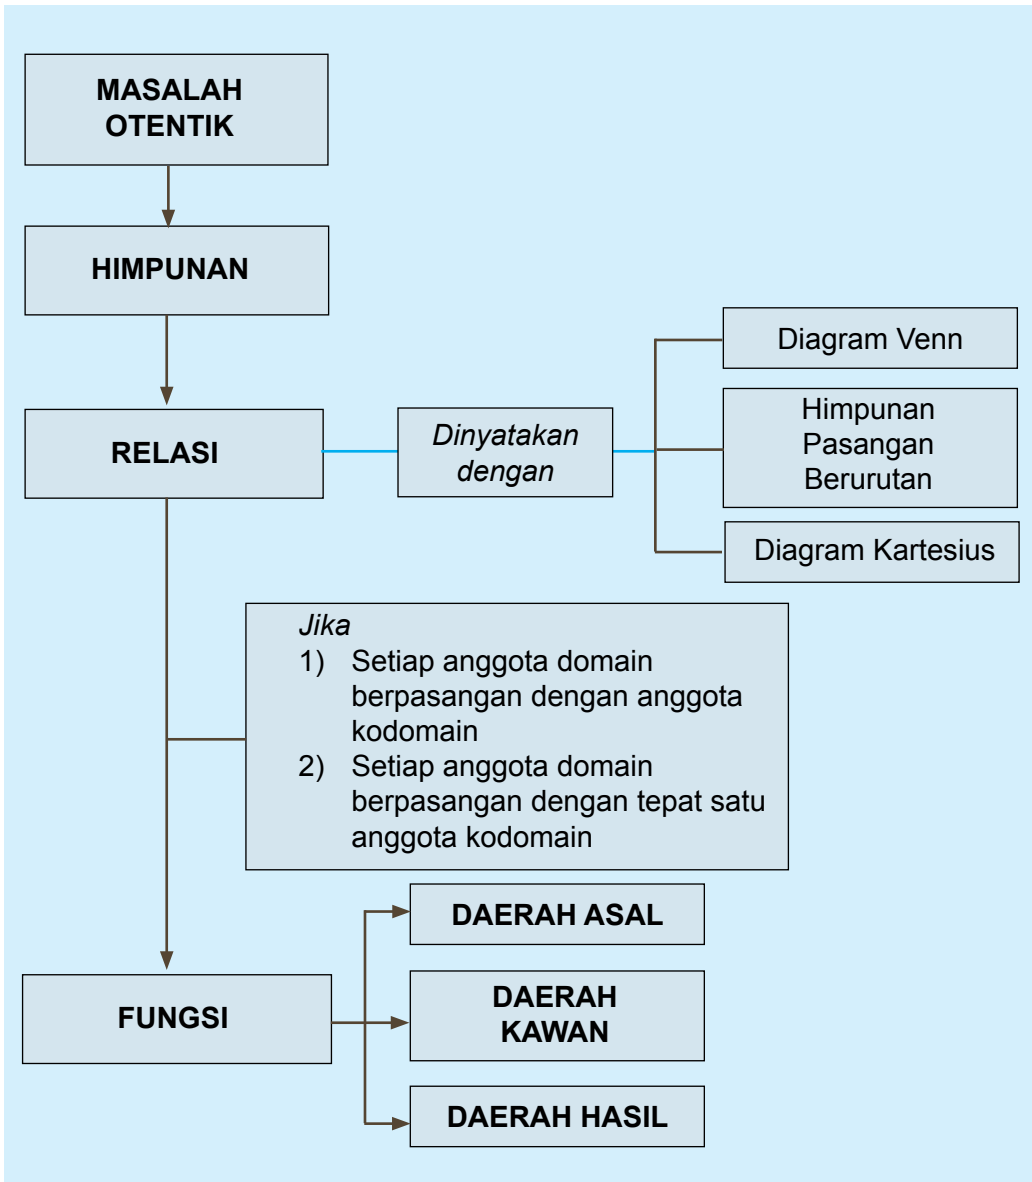 MASALAH
OTENTIK
HIMPUNAN
RELASI
Dinyatakan
dengan
Diagram Venn
Himpunan
Pasangan
Berurutan
Diagram Kartesius
Jika
1) Setiap anggota domain
berpasangan dengan anggota
kodomain
2) Setiap anggota domain
berpasangan dengan tepat satu
anggota kodomain
FUNGSI
DAERAH ASAL
DAERAH
KAWAN
DAERAH HASIL